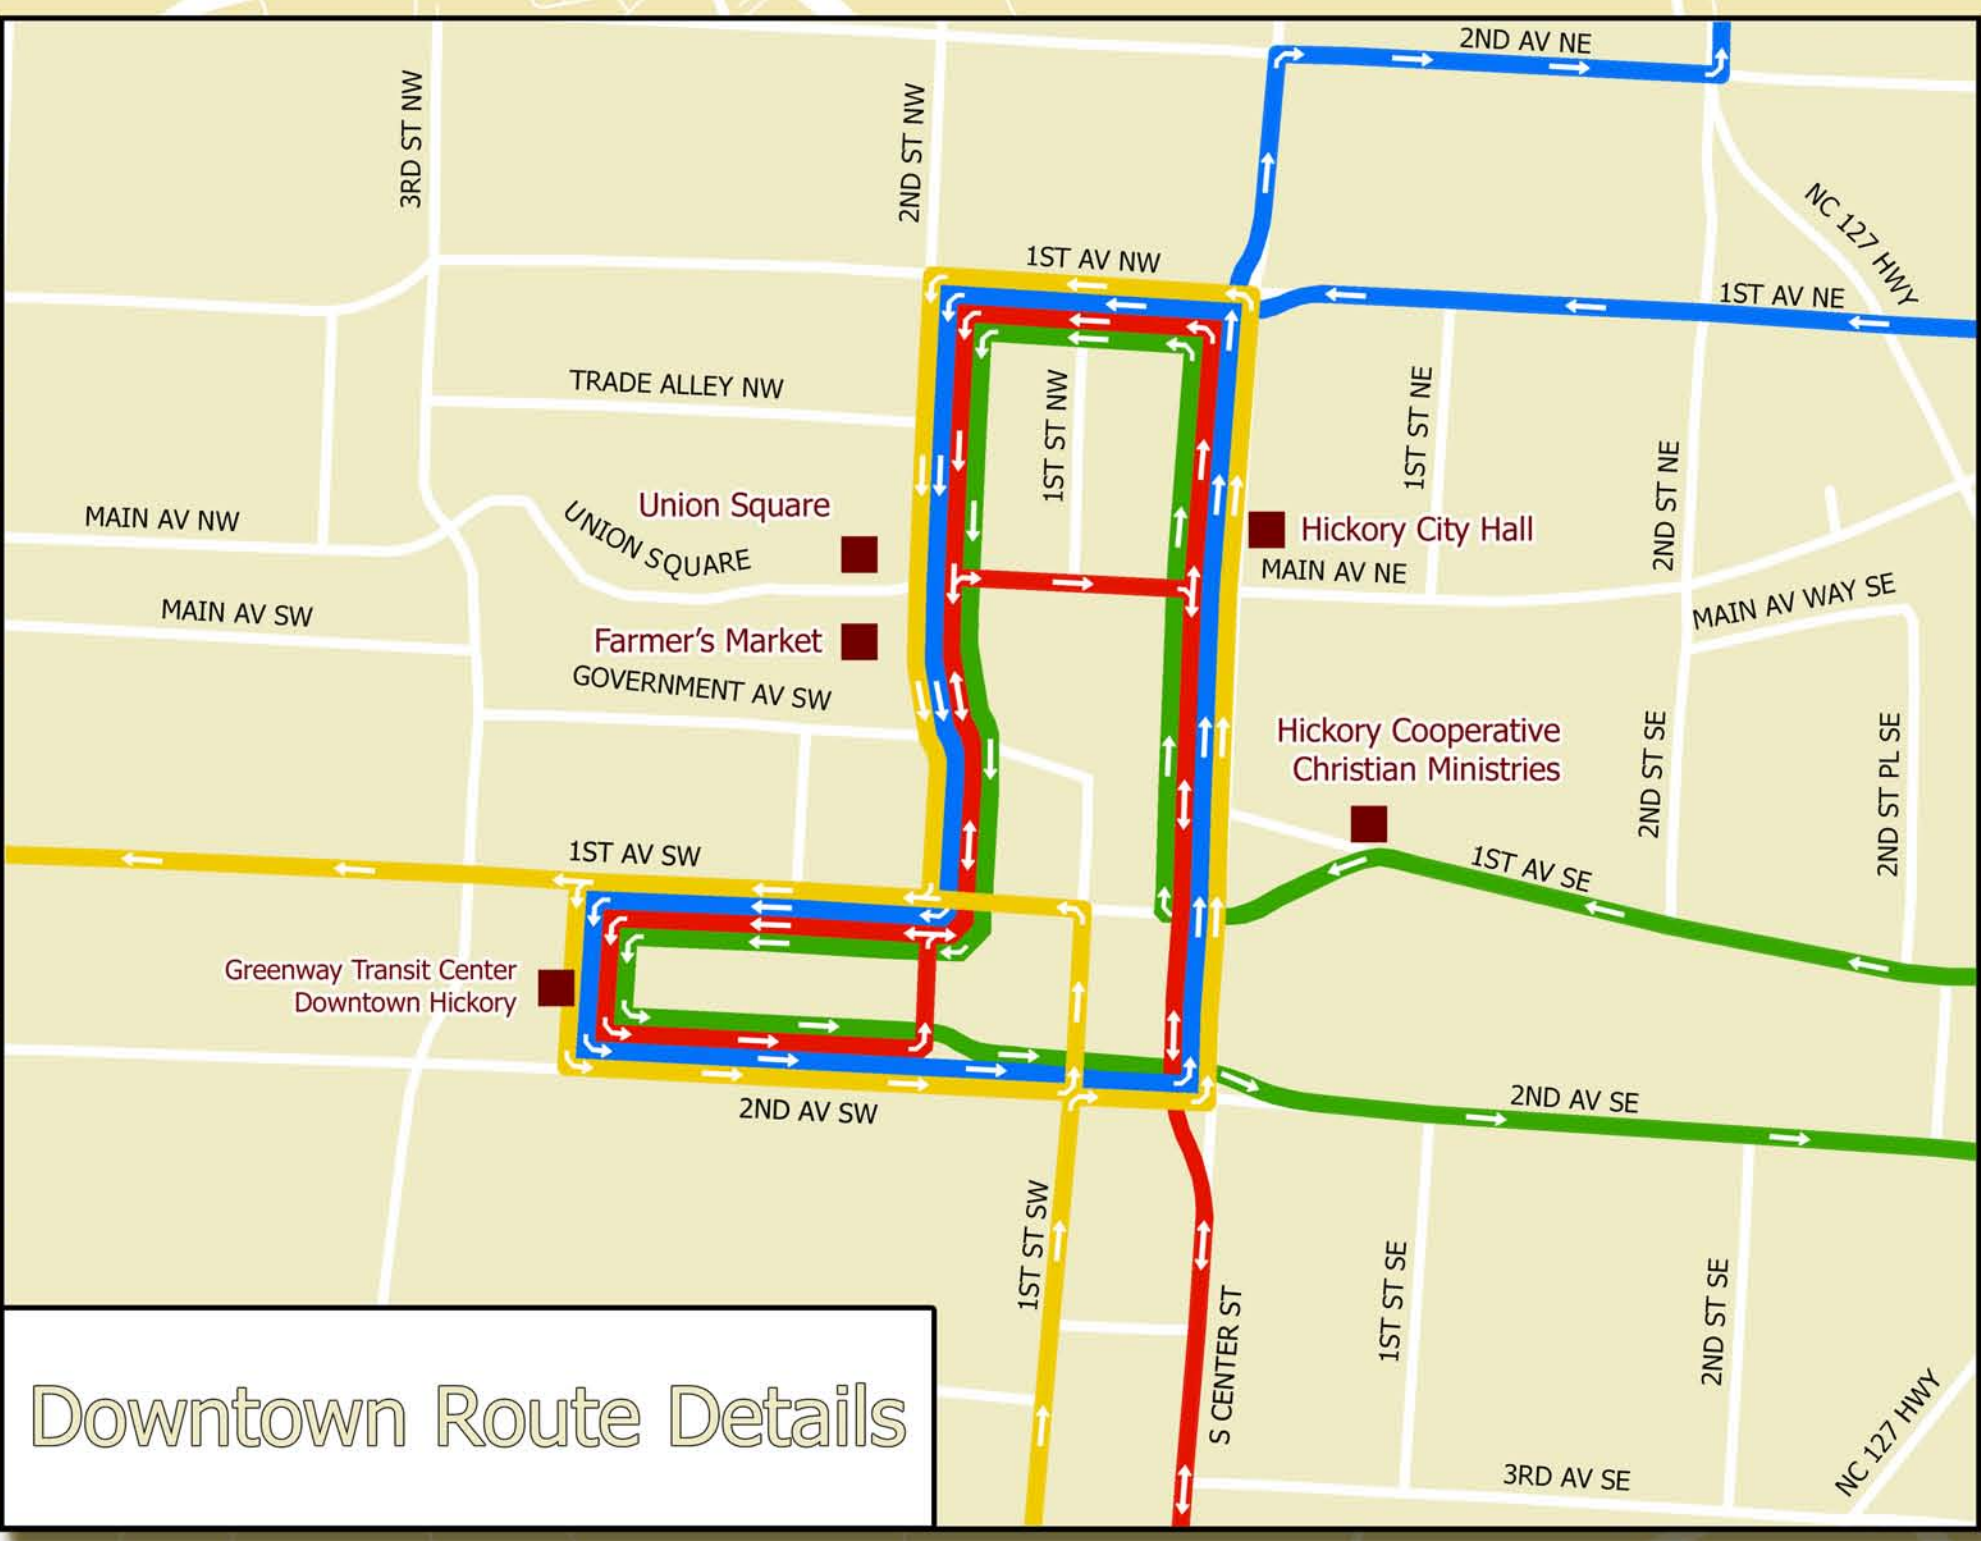 2ND AV NE
3RD ST NW
2ND ST NW
NC 127 HWY
1ST AV NW
1ST AV NE
TRADE ALLEY NW
1ST ST NW
1ST ST NE
2ND ST NE
Union Square
MAIN AV NW
UNION SQUARE
Hickory City Hall
MAIN AV NE
MAIN AV SW
MAIN AV WAY SE
Farmer's Market
GOVERNMENT AV SW
Hickory Cooperative
Christian Ministries
2ND ST SE
2ND ST PL SE
1ST AV SW
1ST AV SE
Greenway Transit Center
Downtown Hickory
2ND AV SW
2ND AV SE
1ST ST SW
S CENTER ST
1ST ST SE
2ND ST SE
NC 127 HWY
3RD AV SE
Downtown Route Details